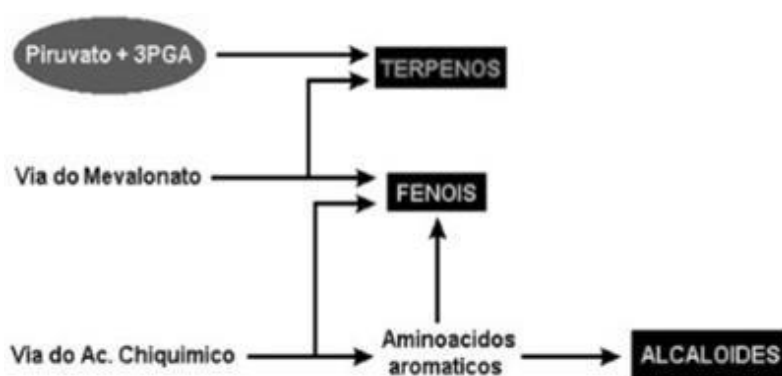 Piruvato + 3PGA
TERPENOS
Via do Mevalonato
FENOIS
Via do Ac. Chiquimico
Aminoacidos
aromaticos
ALCALOIDES